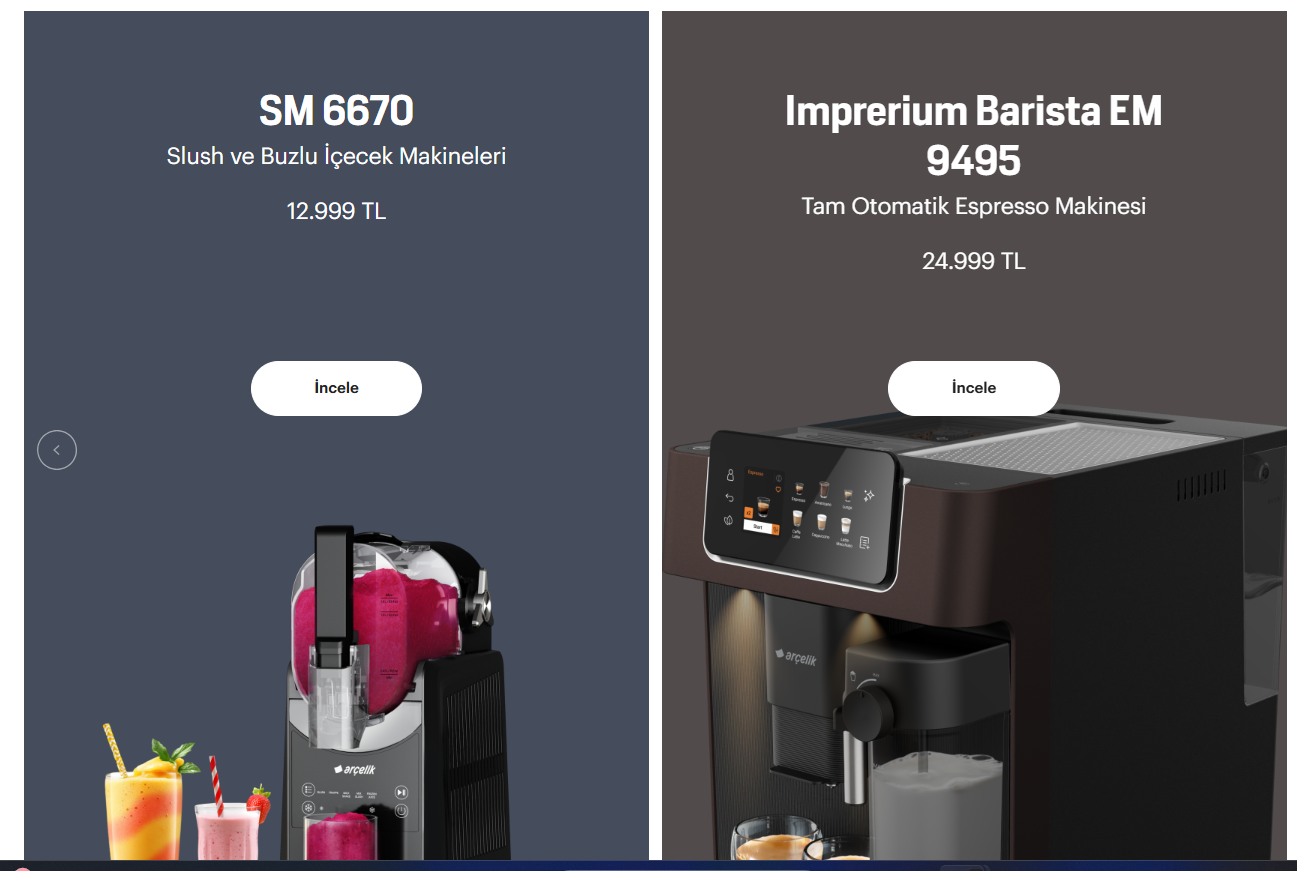 SM 6670
Slush ve Buzlu İçecek Makineleri
12.999 TL
İncele
arçelik
Imprerium Barista EM
9495
Tam Otomatik Espresso Makinesi
24.999 TL
İncele
Espresso
Start
arçelik